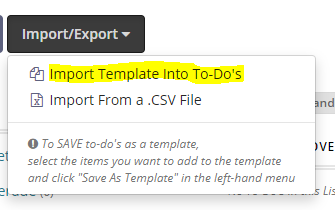 Import/Export
Import Template Into To-Do's
Import From a .CSV File
To SAVE to-do's as a template,
select the items you want to add to the template
and click "Save As Template" in the left-hand menu